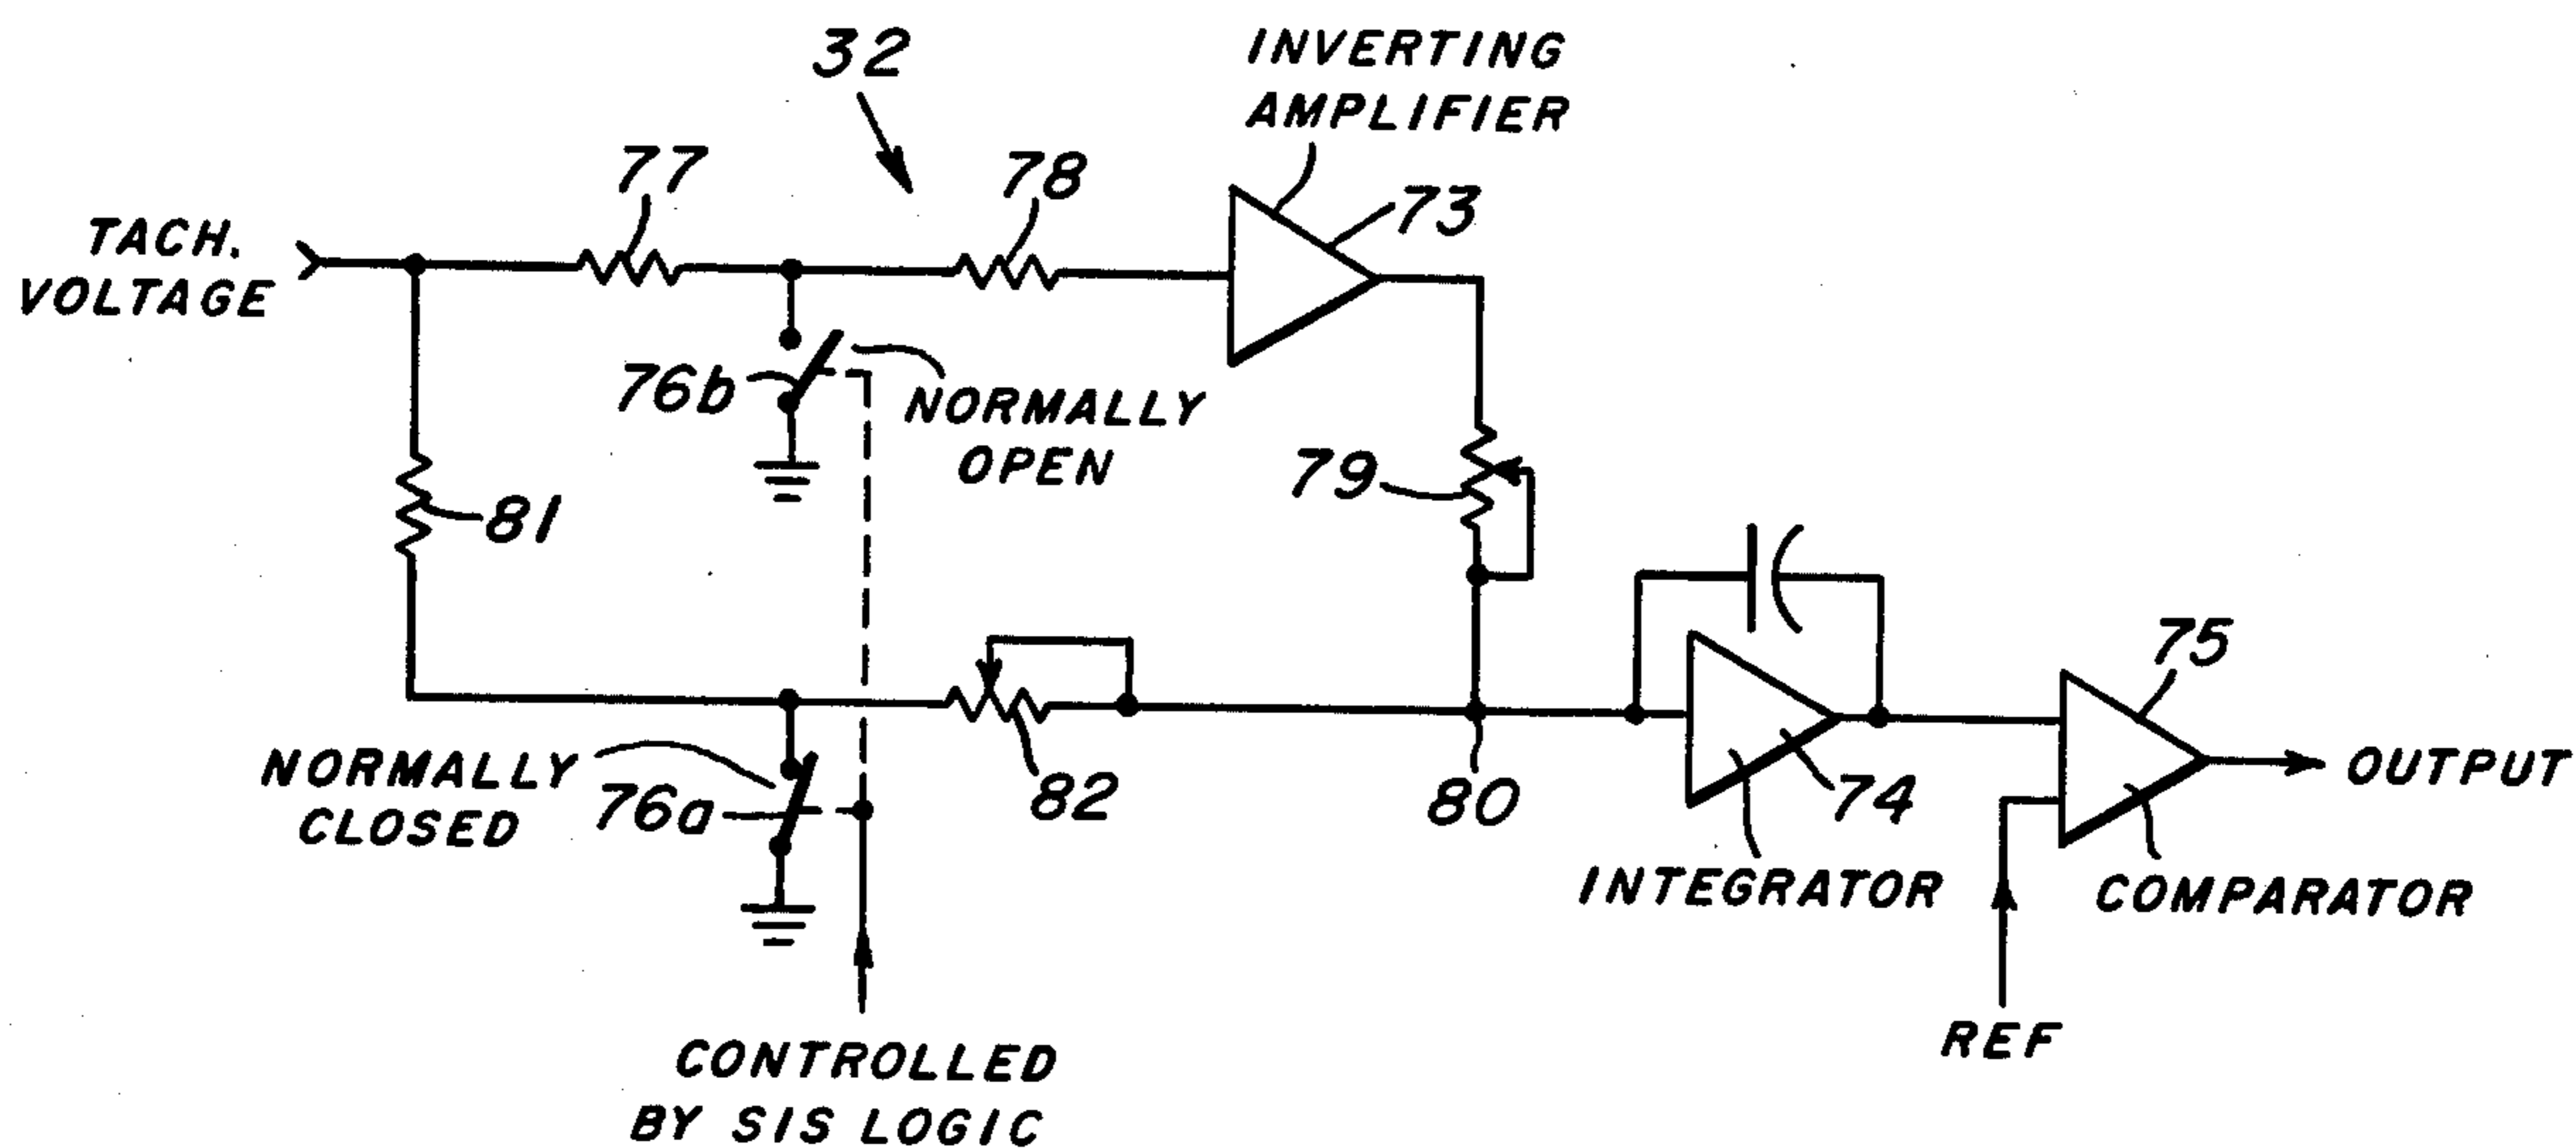 32
INVERTING
AMPLIFIER
77
78
73
TACH.
VOLTAGE
76b
NORMALLY
OPEN
79
81
75
NORMALLY
CLOSED
76a
82
80
74
OUTPUT
INTEGRATOR
COMPARATOR
REF
CONTROLLED
BY SIS LOGIC